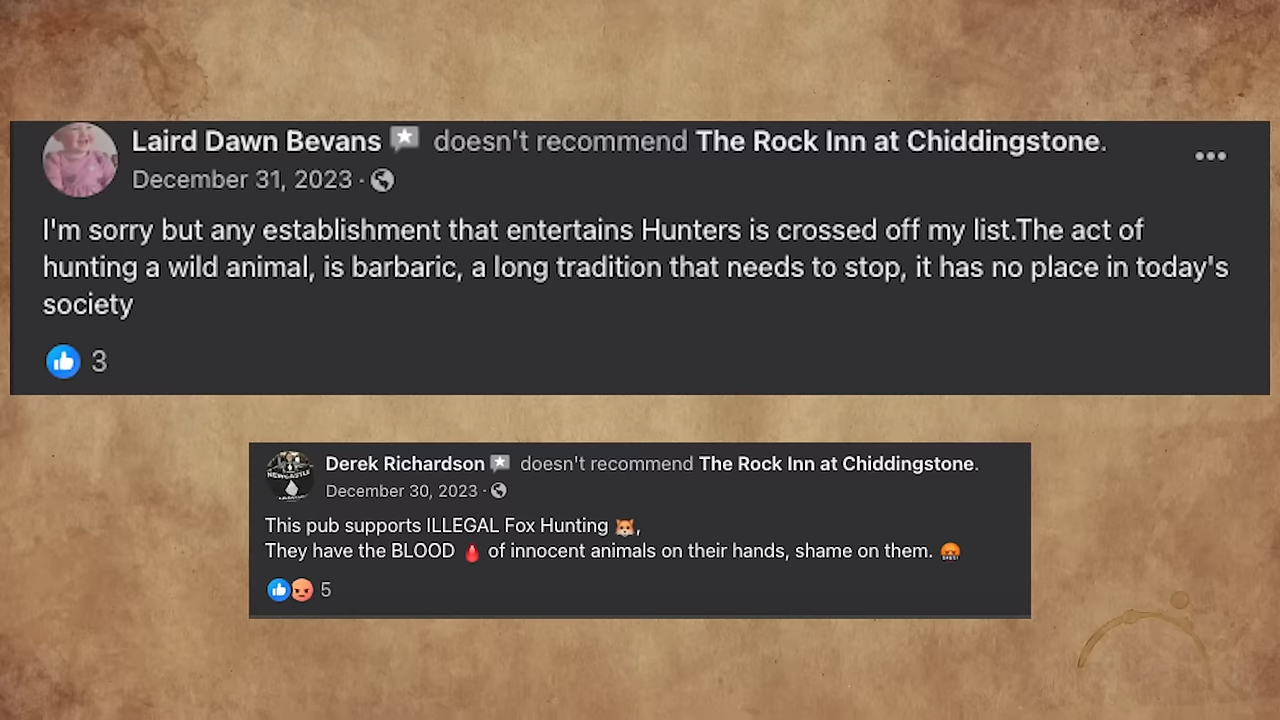 Laird Dawn Bevans doesn't recommend The Rock Inn at Chiddingstone.
December 31, 2023 ·
I'm sorry but any establishment that entertains Hunters is crossed off my list.The act of
hunting a wild animal, is barbaric, a long tradition that needs to stop, it has no place in today's
society
3
Derek Richardson doesn't recommend The Rock Inn at Chiddingstone.
December 30, 2023 ·
This pub supports ILLEGAL Fox Hunting 🦊,
They have the BLOOD 🩸 of innocent animals on their hands, shame on them. 🤬
5